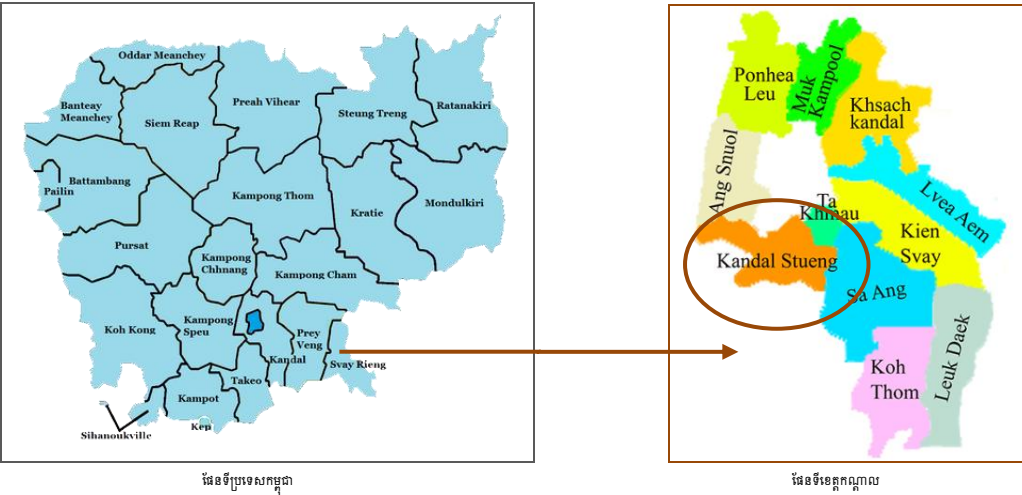 Oddar Meanchey
Banteay
Meanchey
Siem Reap
Preah Vihear
Steung Treng
Ratanakiri
Pailin
Battambang
Kampong Thom
Kratie
Mondulkiri
Pursat
Kampong
Chhnang
Kampong Cham
Koh Kong
Kampong
Speu
Prey
Veng
Kandal
Svay Rieng
Takeo
Kampot
Kep
Sihanoukville
ផែនទីប្រទេសកម្ពុជា
Ponhea
Leu
Muk
Kampool
Khsach
kandal
Ang Snuol
Ta
Khmau
Lvea Aem
Kien
Svay
Kandal Stueng
Sa Ang
Koh
Thom
Leuk Daek
ផែនទីខេត្តកណ្តាល